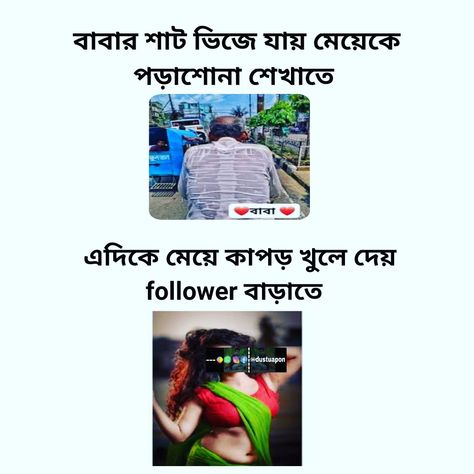 বাবার শাট ভিজে যায় মেয়েকে
পড়াশোনা শেখাতে
❤️বাবা ❤️
এদিকে মেয়ে কাপড় খুলে দেয়
follower বাড়াতে
@dustuapon